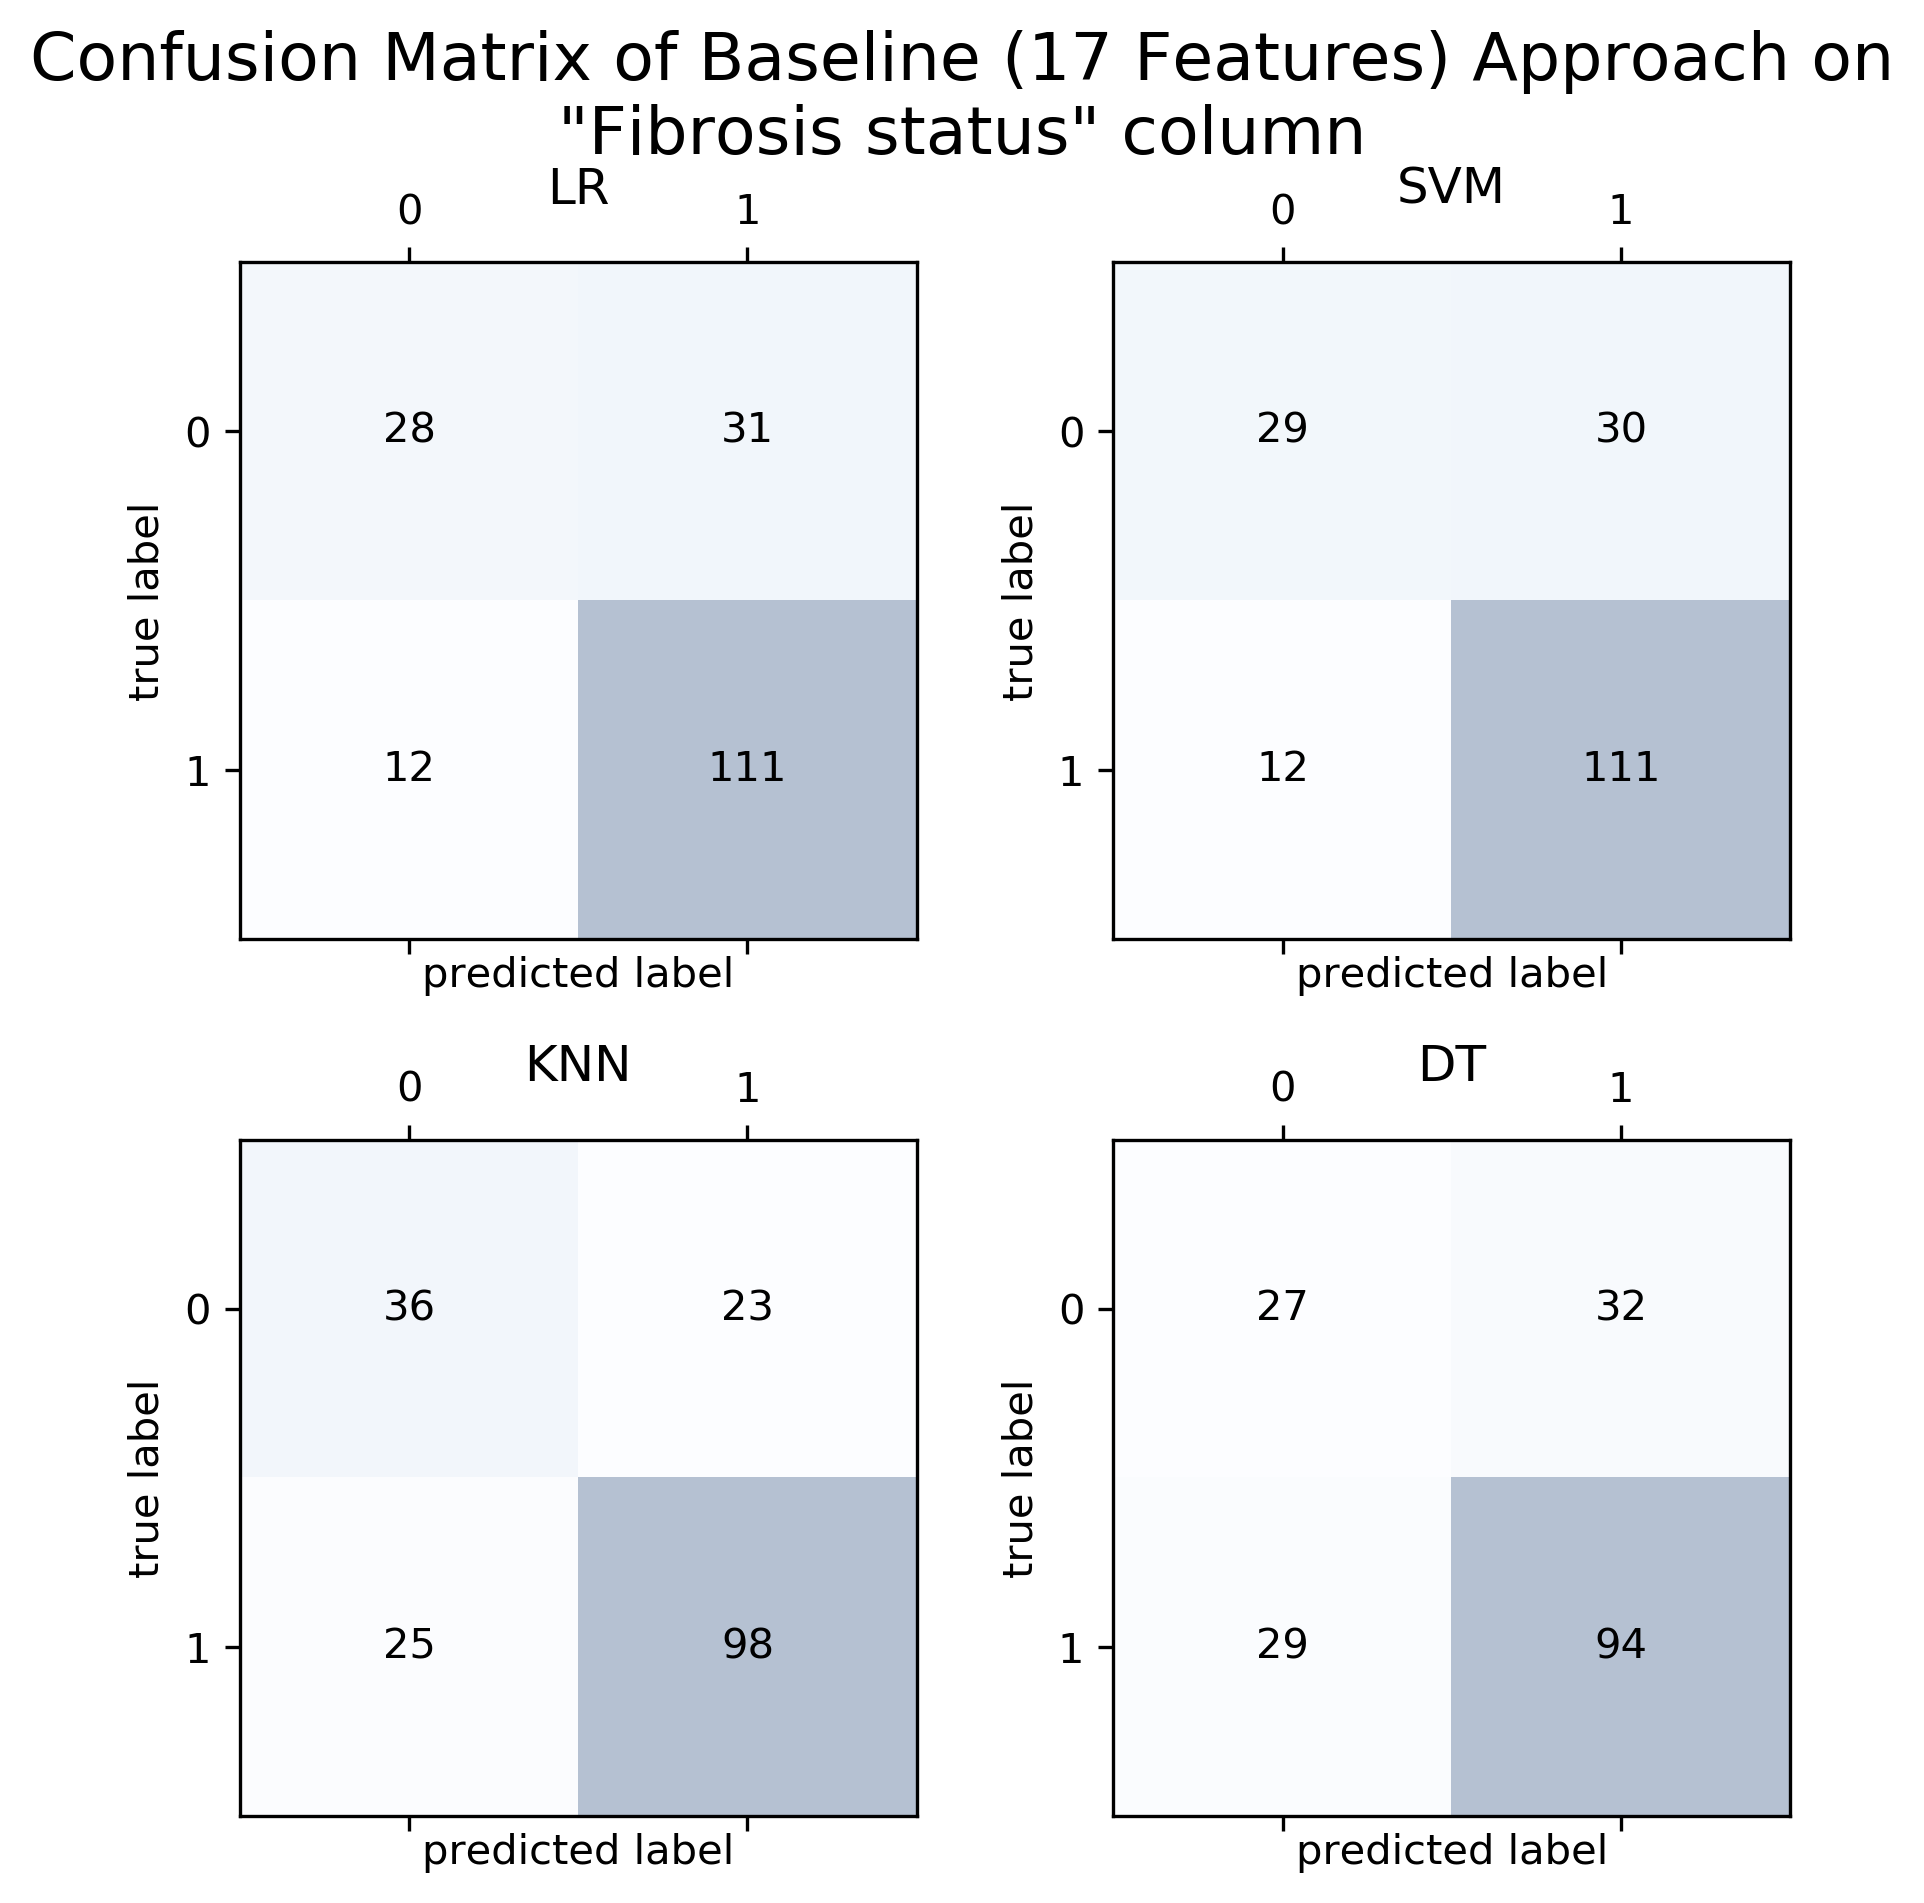 Confusion Matrix of Baseline (17 Features) Approach on
"Fibrosis status" column
LR
0 1
0 28 31
1 12 111
true label
predicted label
SVM
0 1
0 29 30
1 12 111
true label
predicted label
KNN
0 1
0 36 23
1 25 98
true label
predicted label
DT
0 1
0 27 32
1 29 94
true label
predicted label